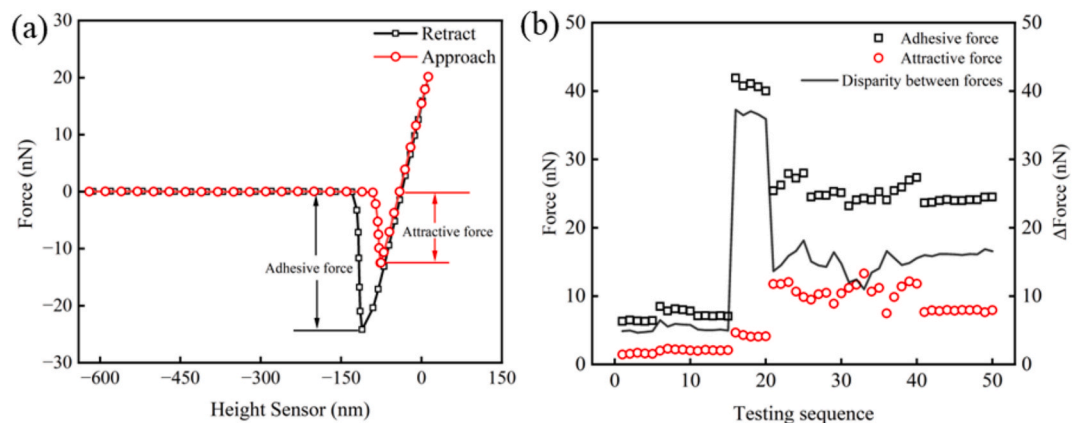 (a)
30
20
10
0
−10
−20
−30
Force (nN)
Retract
Approach
Adhesive force
Attractive force
−600
−450
−300
−150
0
150
Height Sensor (nm)
(b)
50
40
30
20
10
0
Force (nN)
Adhesive force
Attractive force
Disparity between forces
50
40
30
20
10
0
ΔForce (nN)
0
10
20
30
40
50
Testing sequence